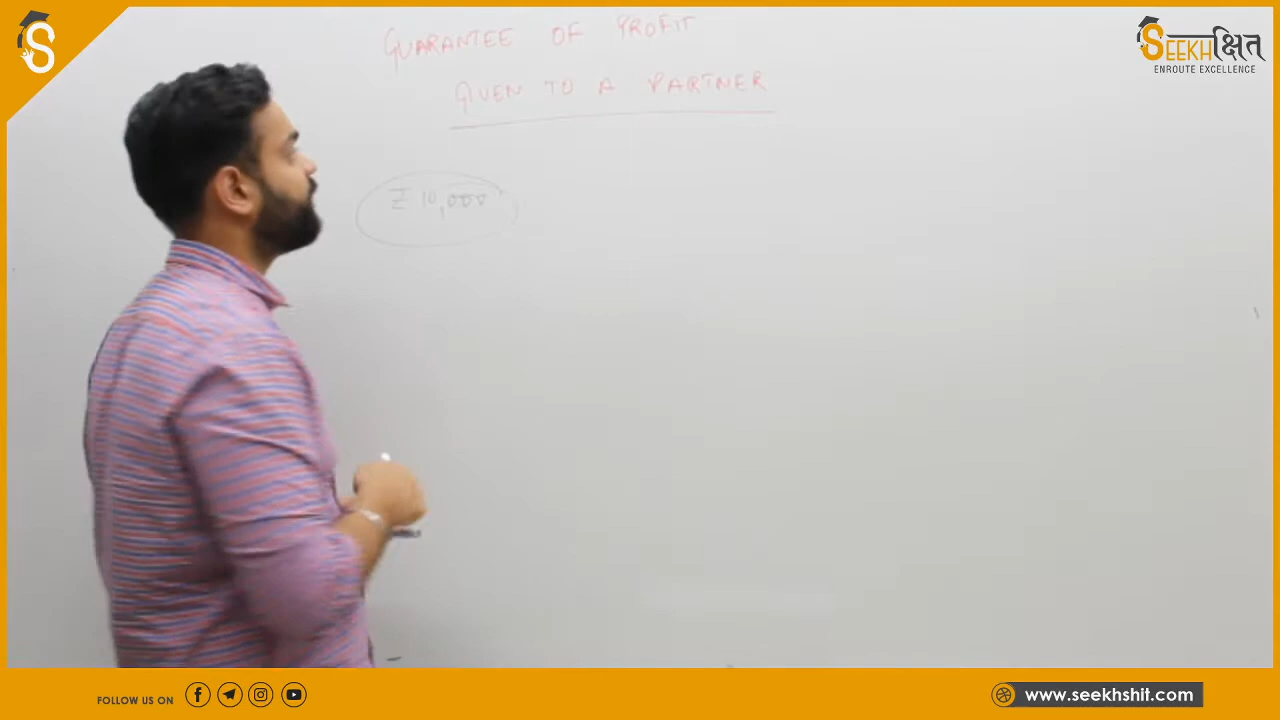 S
SEEKHक्षित
ENROUTE EXCELLENCE
GUARANTEE OF PROFIT
GIVEN TO A PARTNER
₹ 10,000
FOLLOW US ON
www.seekhshit.com